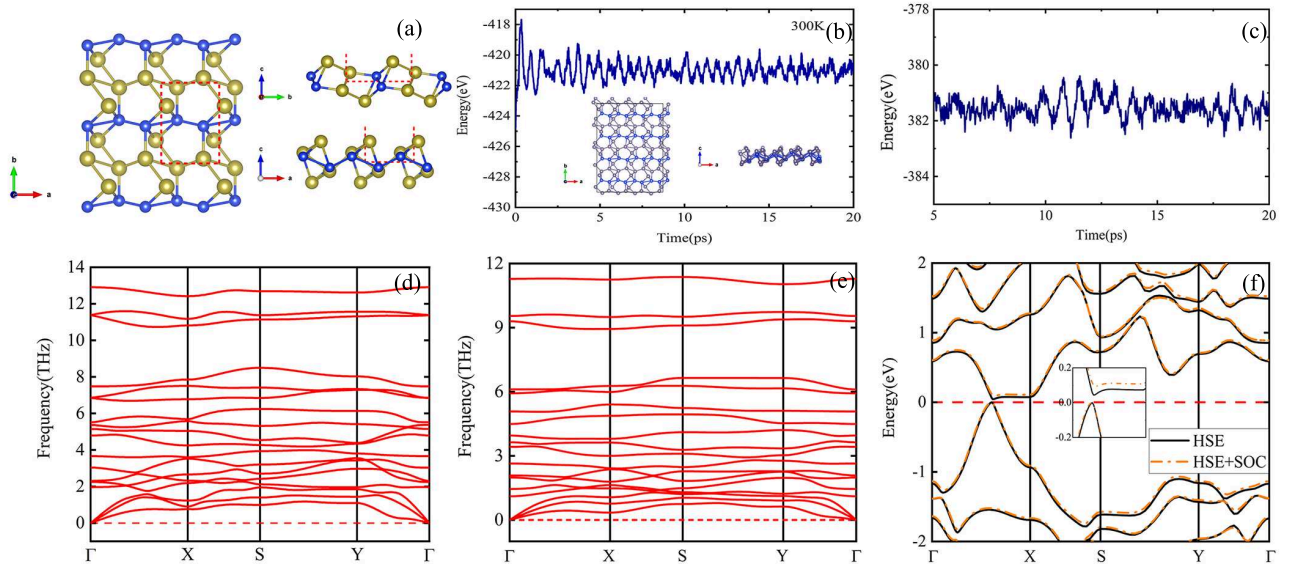 (a)
c
b
c
a
b
a
(b)
300K
-418
-420
-422
-424
-426
-428
-430
Energy(eV)
b
a
c
a
0
5
10
15
20
Time(ps)
(c)
-378
-380
-382
-384
Energy(eV)
5
10
15
20
Time(ps)
(d)
14
12
10
8
6
4
2
0
Frequency(THz)
Γ
X
S
Y
Γ
(e)
12
9
6
3
0
Frequency(THz)
Γ
X
S
Y
Γ
(f)
2
1
0
-1
-2
Energy(eV)
0.2
0.0
-0.2
HSE
HSE+SOC
Γ
X
S
Y
Γ